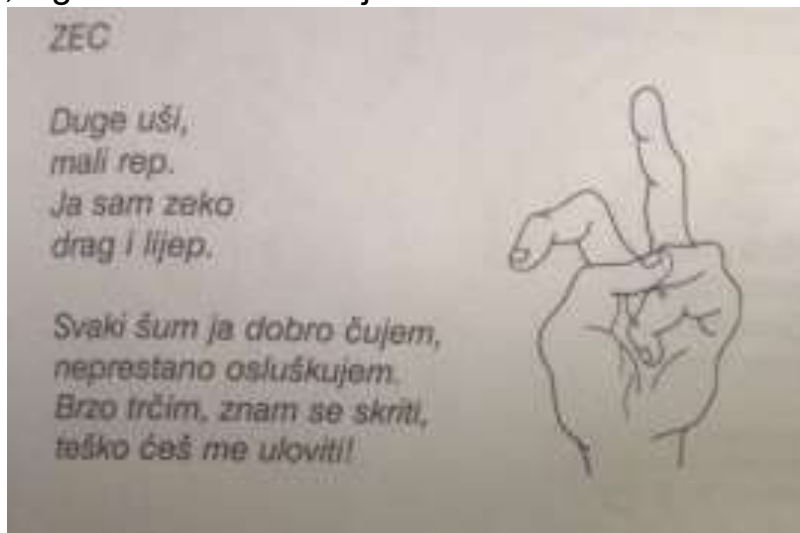 ZEC
Duge uši,
mali rep.
Ja sam zeko
drag i lijep.
Svaki šum ja dobro čujem,
neprestano osluškujem.
Brzo trčim, znam se skriti,
teško ćeš me uloviti!